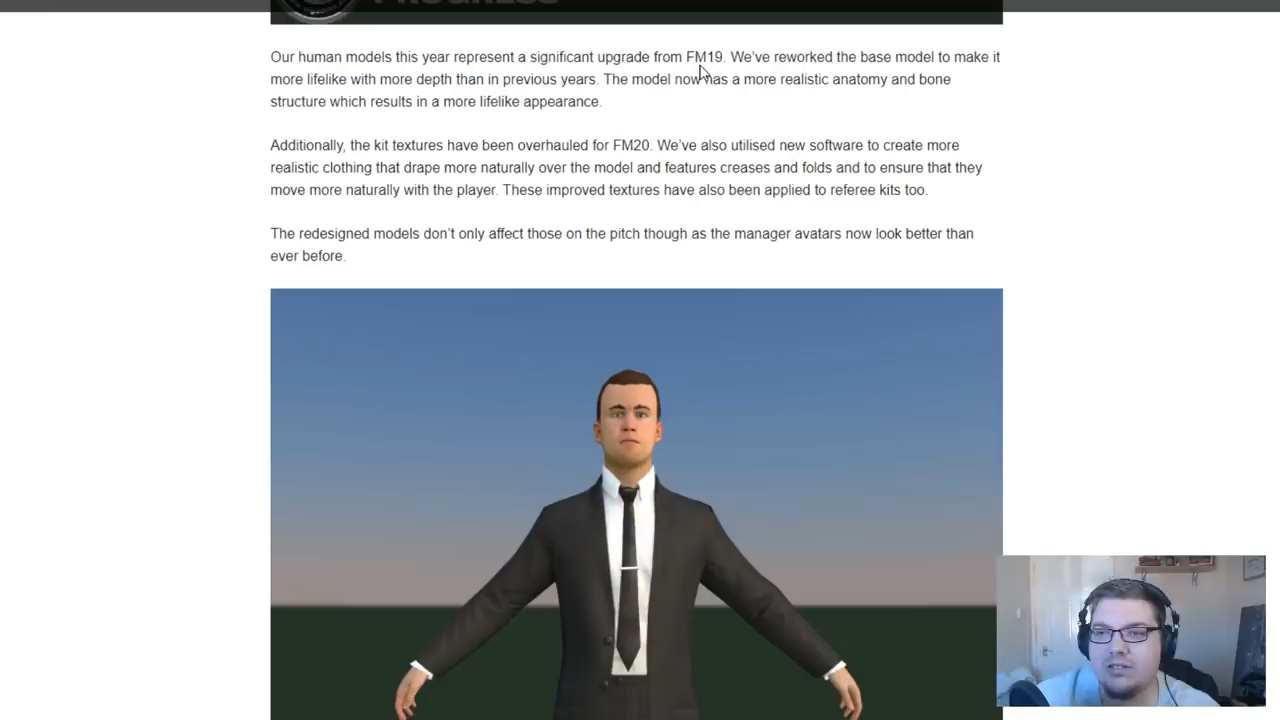 PROGRESS
Our human models this year represent a significant upgrade from FM19. We've reworked the base model to make it
more lifelike with more depth than in previous years. The model now has a more realistic anatomy and bone
structure which results in a more lifelike appearance.
Additionally, the kit textures have been overhauled for FM20. We've also utilised new software to create more
realistic clothing that drape more naturally over the model and features creases and folds and to ensure that they
move more naturally with the player. These improved textures have also been applied to referee kits too.
The redesigned models don't only affect those on the pitch though as the manager avatars now look better than
ever before.